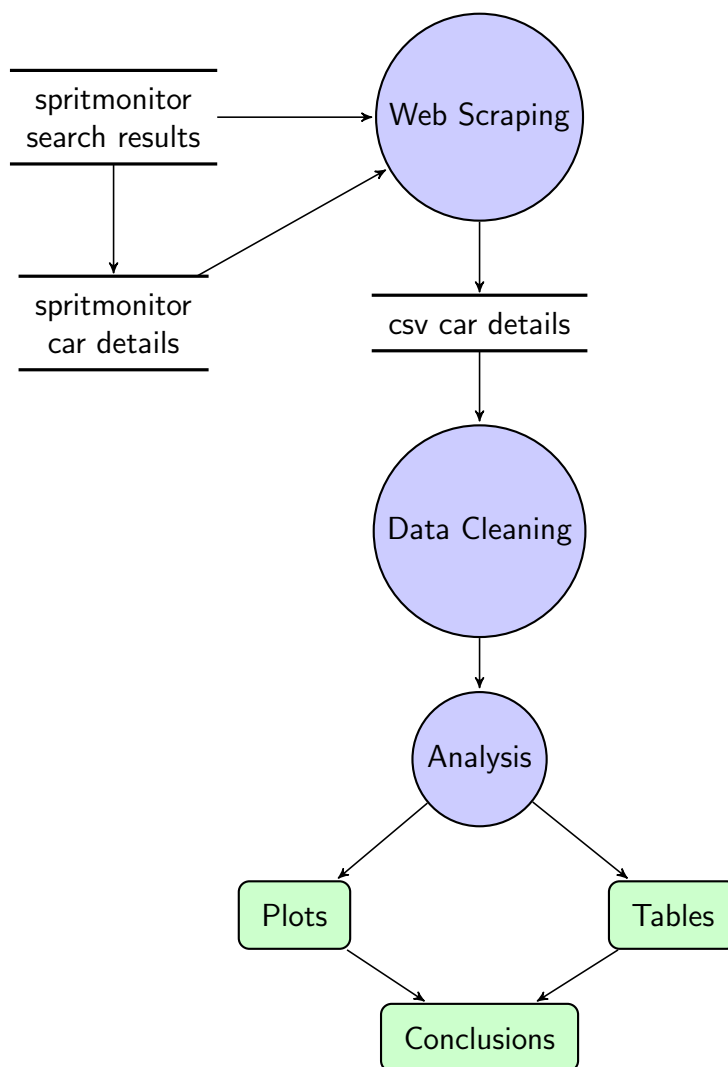 spritmonitor
search results
Web Scraping
spritmonitor
car details
csv car details
Data Cleaning
Analysis
Plots
Tables
Conclusions